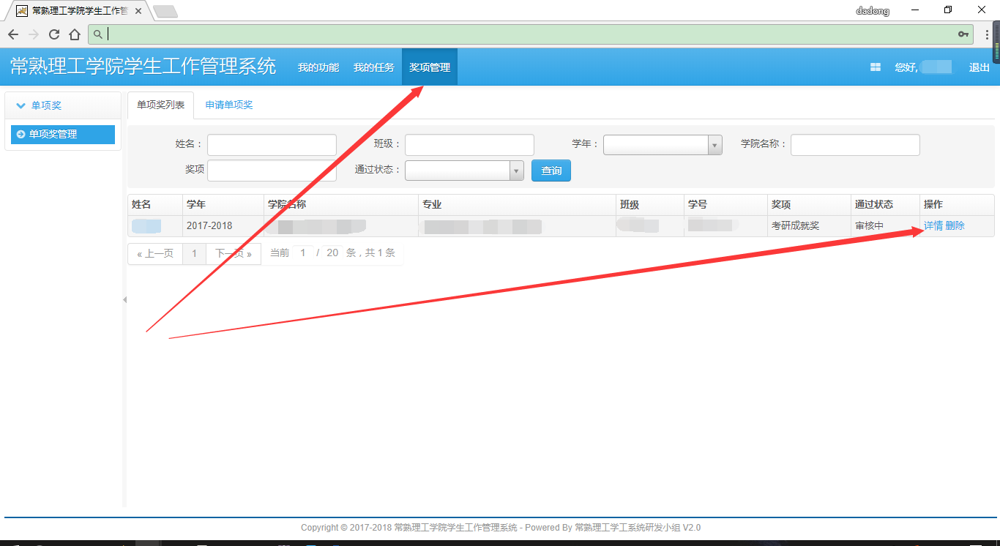 常熟理工学院学生工作管
dadong
常熟理工学院学生工作管理系统 我的功能 我的任务 奖项管理 您好, 退出
单项奖
单项奖管理
单项奖列表 申请单项奖
姓名： 班级： 学年： 学院名称：
奖项 通过状态： 查询
姓名 学年 学院名称 专业 班级 学号 奖项 通过状态 操作
2017-2018 考研成就奖 审核中 详情 删除
« 上一页 1 下一页 » 当前 1 / 20 条，共 1 条
Copyright © 2017-2018 常熟理工学院学生工作管理系统 - Powered By 常熟理工学工系统研发小组 V2.0